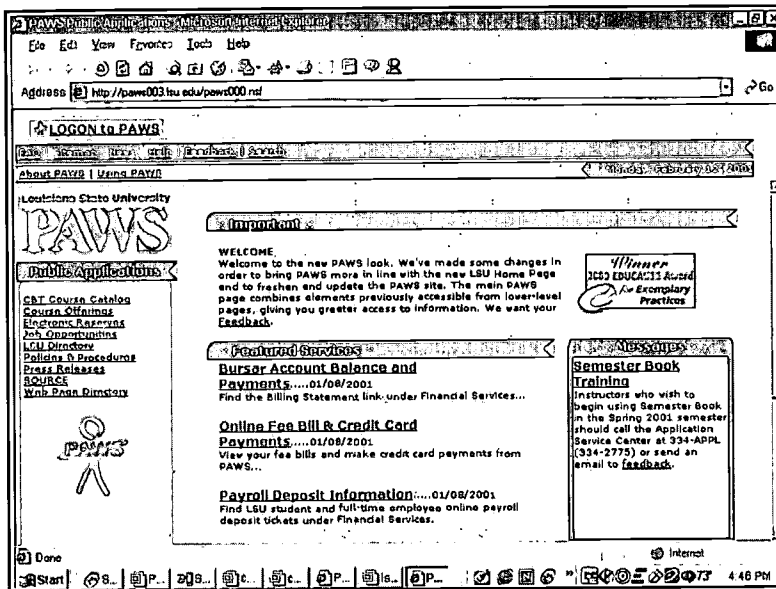 PAWS Public Applications - Microsoft Internet Explorer
File Edit View Favorites Tools Help
Address http://paws003.lsu.edu/paws000.nsf Go
LOGON to PAWS
Help Feedback | Search
About PAWS | Using PAWS Monday, February 2001
Louisiana State University
PAWS
Public Applications
CBT Course Catalog
Course Offerings
Electronic Reserves
Job Opportunities
LSU Directory
Policies & Procedures
Press Releases
SOURCE
Web Page Directory
PAWS
Important
WELCOME,
Welcome to the new PAWS look. We've made some changes in
order to bring PAWS more in line with the new LSU Home Page
and to freshen and update the PAWS site. The main PAWS
page combines elements previously accessible from lower-level
pages, giving you greater access to information. We want your
Feedback.
Winner
EDUCAUSE Award
for Exemplary
Practices
Featured Services
Bursar Account Balance and
Payments.....01/08/2001
Find the Billing Statement link under Financial Services...
Online Fee Bill & Credit Card
Payments.....01/08/2001
View your fee bills and make credit card payments from
PAWS...
Payroll Deposit Information.....01/08/2001
Find LSU student and full-time employee online payroll
deposit tickets under Financial Services.
Messages
Semester Book
Training
Instructors who wish to
begin using Semester Book
in the Spring 2001 semester
should call the Application
Service Center at 334-APPL
(334-2775) or send an
email to feedback.
Done Internet
Start S... P... S... c... c... P... Is... P... » 73° 4:46 PM